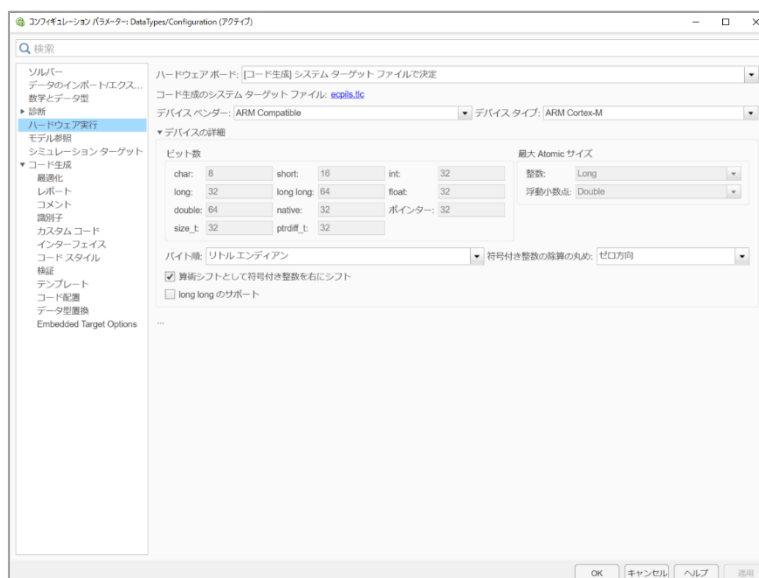 コンフィギュレーション パラメーター: DataTypes/Configuration (アクティブ)
検索
ソルバー
データのインポート/エクス...
数学とデータ型
診断
ハードウェア実行
モデル参照
シミュレーション ターゲット
コード生成
最適化
レポート
コメント
識別子
カスタム コード
インターフェイス
コード スタイル
検証
テンプレート
コード配置
データ型置換
Embedded Target Options
ハードウェア ボード: [コード生成] システム ターゲット ファイルで決定
コード生成のシステム ターゲット ファイル: ecpils.tlc
デバイス ベンダー: ARM Compatible デバイス タイプ: ARM Cortex-M
デバイスの詳細
ビット数 最大 Atomic サイズ
char: 8 short: 16 int: 32 整数: Long
long: 32 long long: 64 float: 32 浮動小数点: Double
double: 64 native: 32 ポインター: 32
size_t: 32 ptrdiff_t: 32
バイト順: リトル エンディアン 符号付き整数の除算の丸め: ゼロ方向
算術シフトとして符号付き整数を右にシフト
long long のサポート
...
OK キャンセル ヘルプ 適用